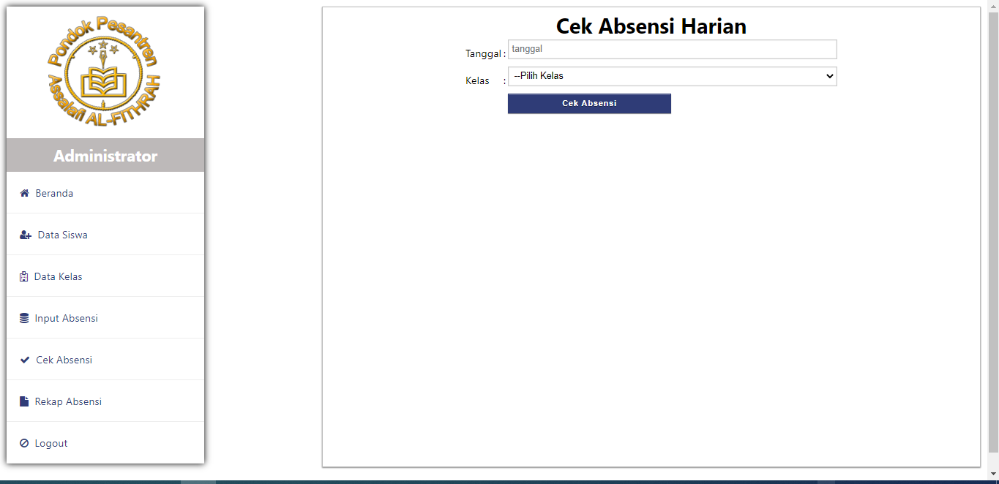 Pondok Pesantren
Assalafi AL-FITHRAH
Administrator
Beranda
Data Siswa
Data Kelas
Input Absensi
Cek Absensi
Rekap Absensi
Logout
Cek Absensi Harian
Tanggal : tanggal
Kelas : --Pilih Kelas
Cek Absensi